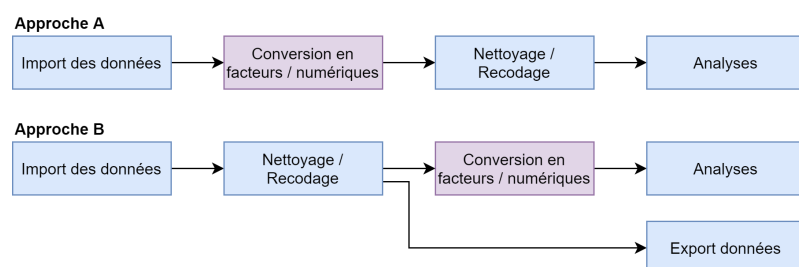 Approche A
Import des données
Conversion en
facteurs / numériques
Nettoyage /
Recodage
Analyses
Approche B
Import des données
Nettoyage /
Recodage
Conversion en
facteurs / numériques
Analyses
Export données